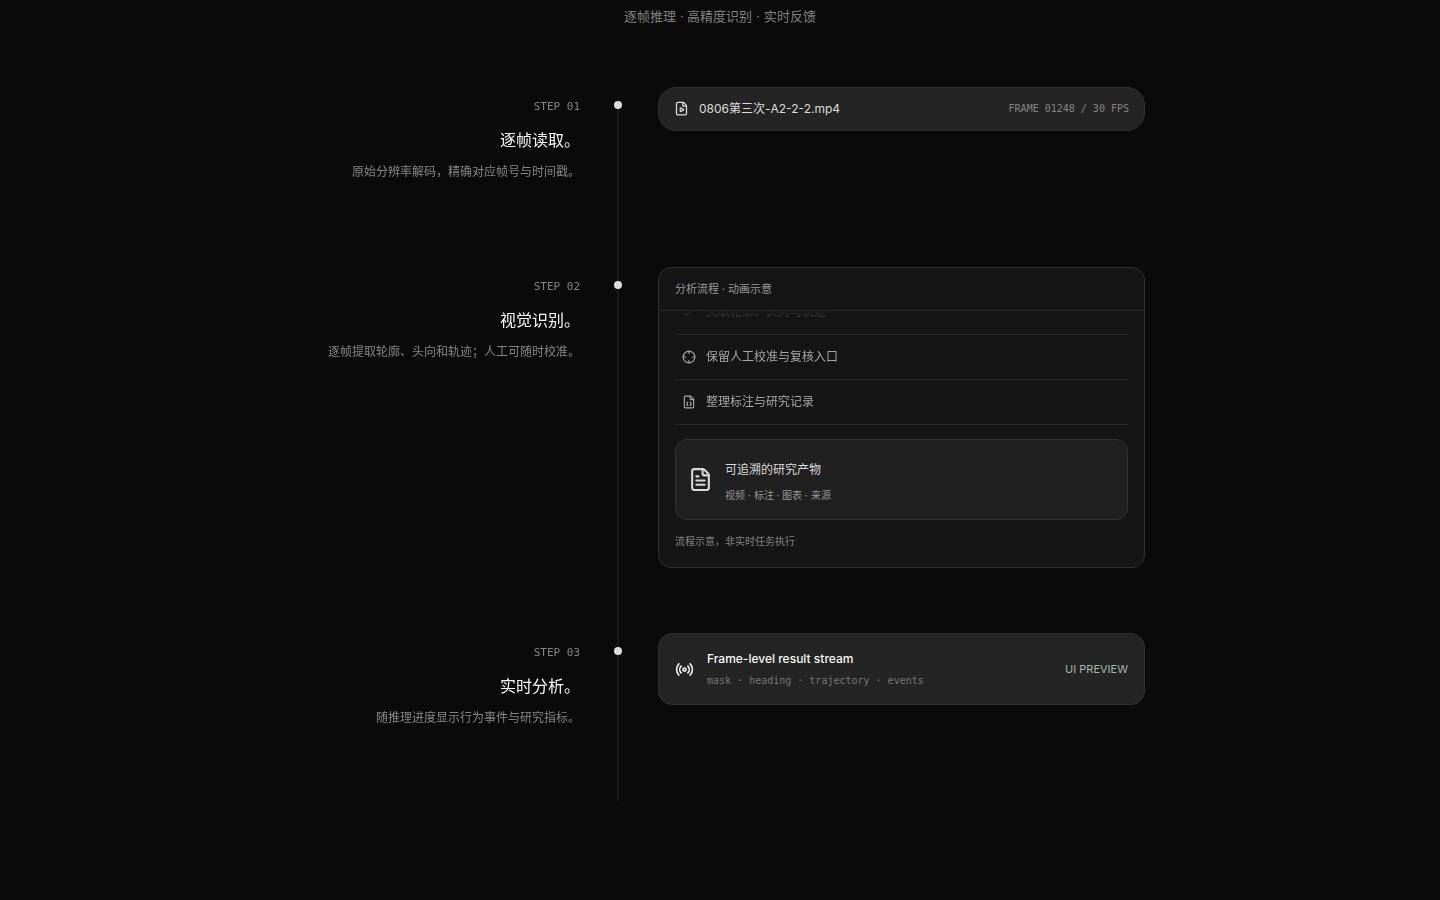 逐帧推理 · 高精度识别 · 实时反馈
STEP 01
逐帧读取。
原始分辨率解码，精确对应帧号与时间戳。
0806第三次-A2-2-2.mp4
FRAME 01248 / 30 FPS
STEP 02
视觉识别。
逐帧提取轮廓、头向和轨迹；人工可随时校准。
分析流程 · 动画示意
保留人工校准与复核入口
整理标注与研究记录
可追溯的研究产物
视频 · 标注 · 图表 · 来源
流程示意，非实时任务执行
STEP 03
实时分析。
随推理进度显示行为事件与研究指标。
Frame-level result stream
mask · heading · trajectory · events
UI PREVIEW